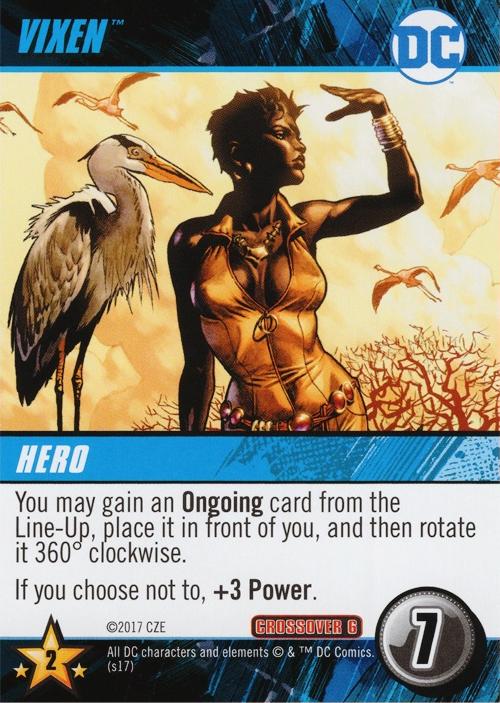 VIXEN™
DC
HERO
You may gain an Ongoing card from the
Line-Up, place it in front of you, and then rotate
it 360° clockwise.
If you choose not to, +3 Power.
2
©2017 CZE
CROSSOVER 6
All DC characters and elements © & ™ DC Comics.
(s17)
7